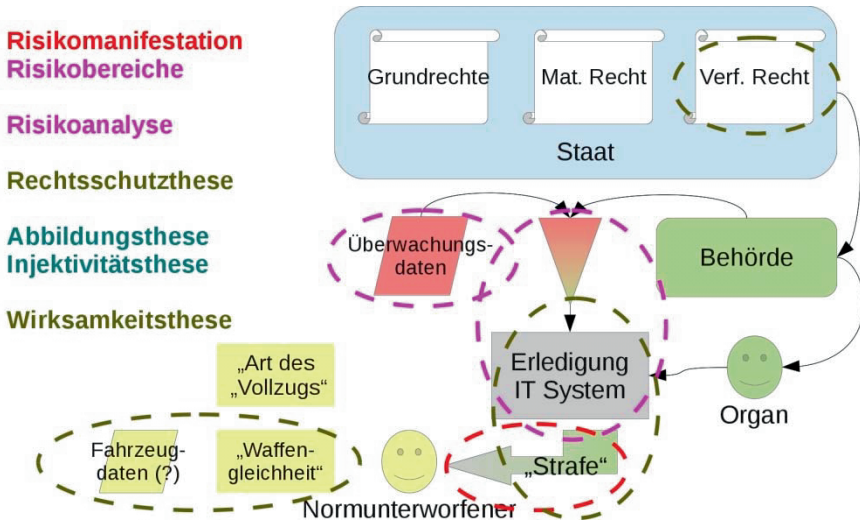 Risikomanifestation
Risikobereiche
Risikoanalyse
Rechtsschutzthese
Abbildungsthese
Injektivitätsthese
Wirksamkeitsthese
Grundrechte
Mat. Recht
Verf. Recht
Staat
Überwachungs-
daten
Behörde
Erledigung
IT System
Organ
„Art des
„Vollzugs“
Fahrzeug-
daten (?)
„Waffen-
gleichheit“
„Strafe“
Normunterworfener